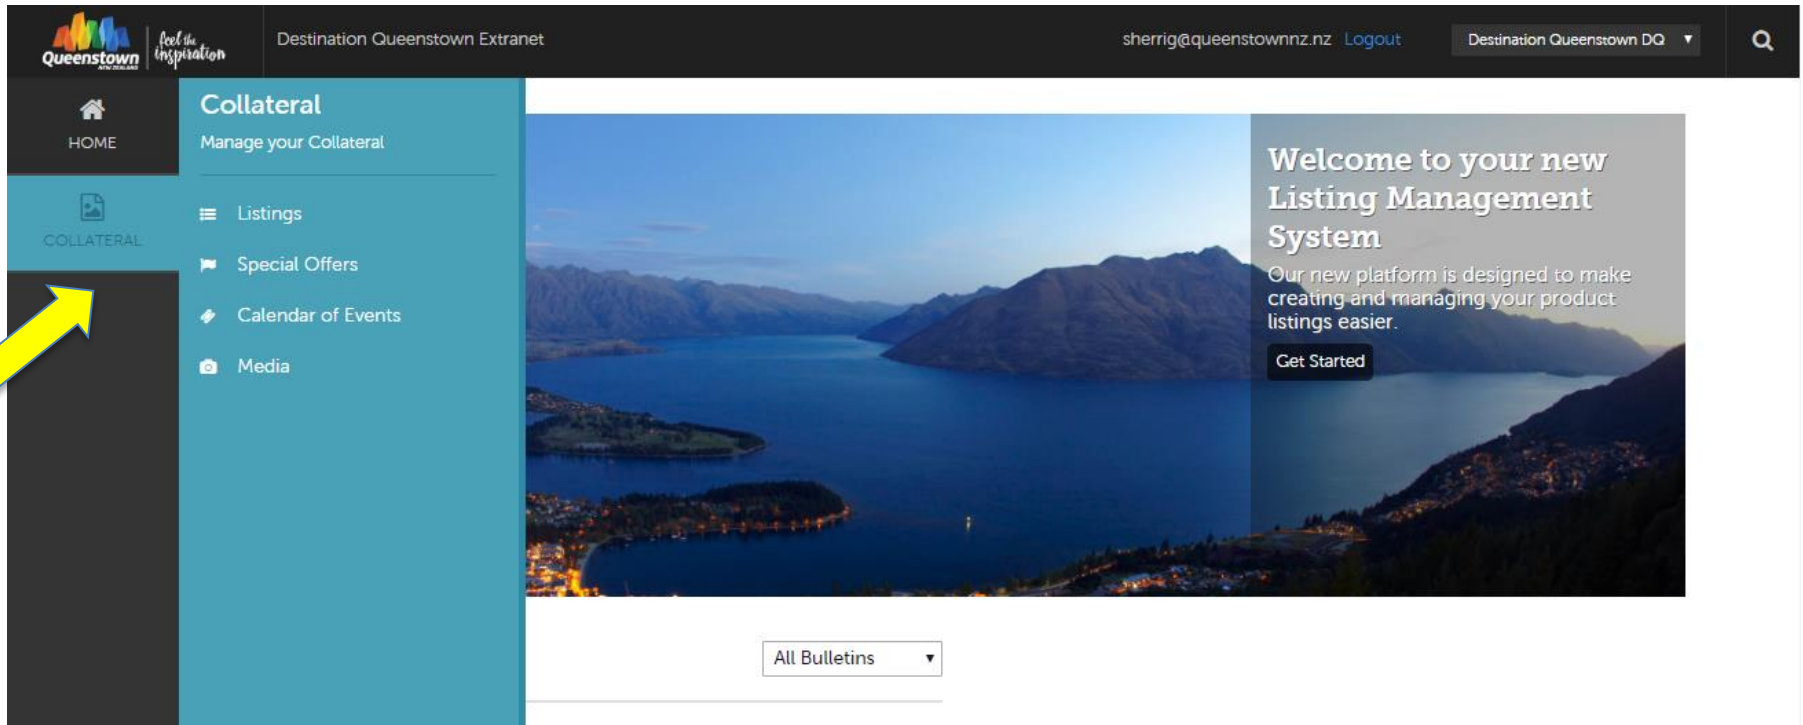 Queenstown
NEW ZEALAND
feel the
inspiration
Destination Queenstown Extranet
sherrig@queenstownnz.nz Logout
Destination Queenstown DQ
HOME
COLLATERAL
Collateral
Manage your Collateral
Listings
Special Offers
Calendar of Events
Media
Welcome to your new
Listing Management
System
Our new platform is designed to make
creating and managing your product
listings easier.
Get Started
All Bulletins